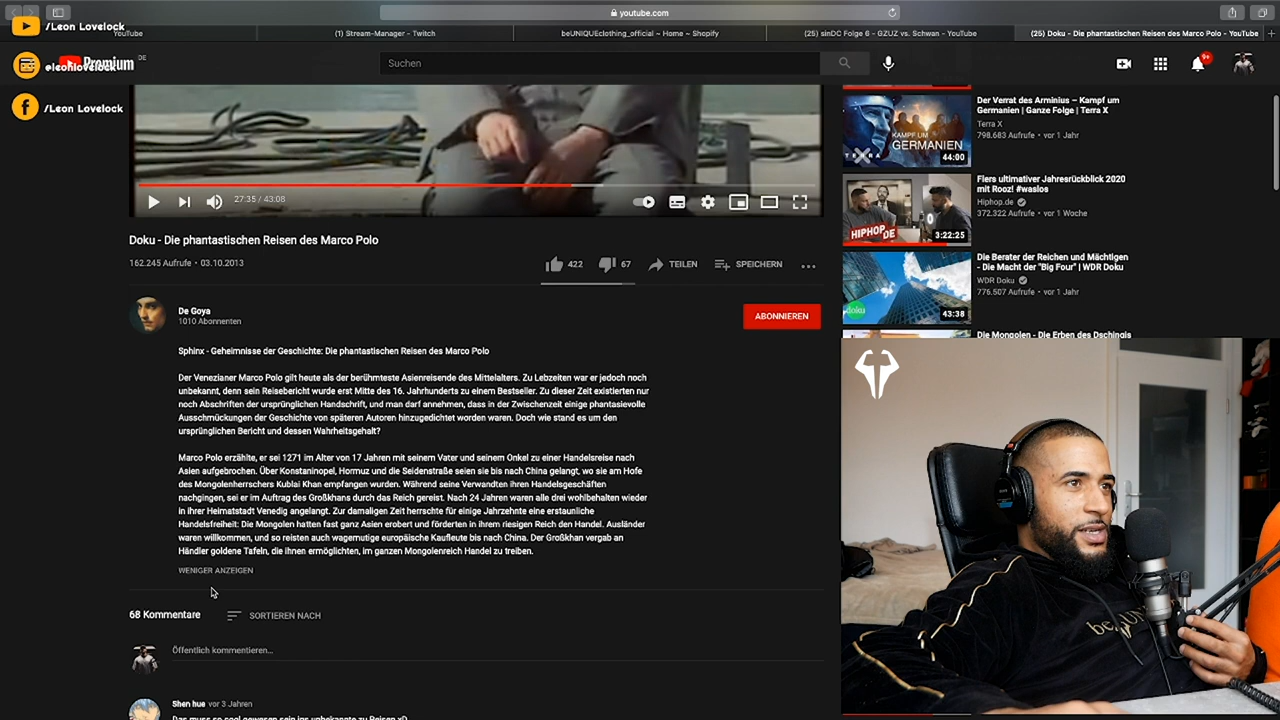 youtube.com
/Leon Lovelock
YouTube
(1) Stream-Manager - Twitch
beUNIQUEclothing_official ~ Home ~ Shopify
(25) sinDC Folge 6 - GZUZ vs. Schwan - YouTube
(25) Doku - Die phantastischen Reisen des Marco Polo - YouTube
@leonlovelock
Premium
DE
Suchen
9+
/Leon Lovelock
Der Verrat des Arminius – Kampf um
Germanien | Ganze Folge | Terra X
Terra X
798.683 Aufrufe • vor 1 Jahr
KAMPF UM
GERMANIEN
TERRA X
44:00
Flers ultimativer Jahresrückblick 2020
mit Rooz! #waslos
Hiphop.de
372.322 Aufrufe • vor 1 Woche
HIPHOP.DE
3:22:25
27:35 / 43:08
Doku - Die phantastischen Reisen des Marco Polo
162.245 Aufrufe • 03.10.2013
422
67
TEILEN
SPEICHERN
Die Berater der Reichen und Mächtigen
- Die Macht der "Big Four" | WDR Doku
WDR Doku
776.507 Aufrufe • vor 1 Jahr
doku
43:38
Die Mongolen - Die Erben des Dschingis
De Goya
1010 Abonnenten
ABONNIEREN
Sphinx - Geheimnisse der Geschichte: Die phantastischen Reisen des Marco Polo
Der Venezianer Marco Polo gilt heute als der berühmteste Asienreisende des Mittelalters. Zu Lebzeiten war er jedoch noch
unbekannt, denn sein Reisebericht wurde erst Mitte des 16. Jahrhunderts zu einem Bestseller. Zu dieser Zeit existierten nur
noch Abschriften der ursprünglichen Handschrift, und man darf annehmen, dass in der Zwischenzeit einige phantasievolle
Ausschmückungen der Geschichte von späteren Autoren hinzugedichtet worden waren. Doch wie stand es um den
ursprünglichen Bericht und dessen Wahrheitsgehalt?
Marco Polo erzählte, er sei 1271 im Alter von 17 Jahren mit seinem Vater und seinem Onkel zu einer Handelsreise nach
Asien aufgebrochen. Über Konstaninopel, Hormuz und die Seidenstraße seien sie bis nach China gelangt, wo sie am Hofe
des Mongolenherrschers Kublai Khan empfangen wurden. Während seine Verwandten ihren Handelsgeschäften
nachgingen, sei er im Auftrag des Großkhans durch das Reich gereist. Nach 24 Jahren waren alle drei wohlbehalten wieder
in ihrer Heimatstadt Venedig angelangt. Zur damaligen Zeit herrschte für einige Jahrzehnte eine erstaunliche
Handelsfreiheit: Die Mongolen hatten fast ganz Asien erobert und förderten in ihrem riesigen Reich den Handel. Ausländer
waren willkommen, und so reisten auch wagemutige europäische Kaufleute bis nach China. Der Großkhan vergab an
Händler goldene Tafeln, die ihnen ermöglichten, im ganzen Mongolenreich Handel zu treiben.
WENIGER ANZEIGEN
68 Kommentare
SORTIEREN NACH
Öffentlich kommentieren...
Shen hue vor 3 Jahren
Das muss so cool gewesen sein ins unbekannte zu Reisen xD